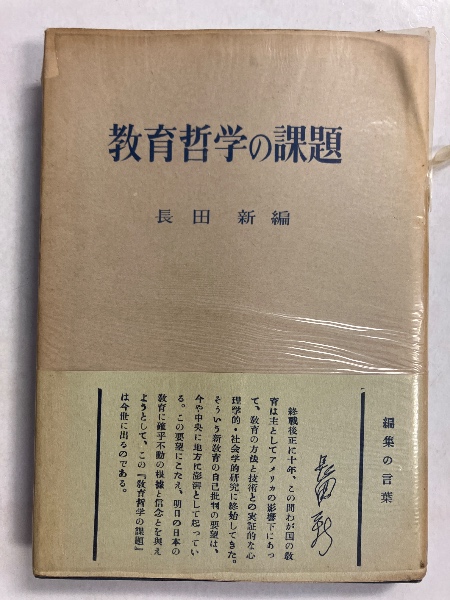 教育哲学の課題
長田 新 編
編集の言葉
長田新
終戦後正に十年、この間わが国の教
育は主としてアメリカの影響下にあっ
て、教育の方法と技術との実証的な心
理学的・社会学的研究に終始してきた。
そういう新教育の自己批判の要望は、
今や中央に地方に澎湃として起ってい
る。この要望にこたえ、明日の日本の
教育に確乎不動の根拠と信念とを与え
ようとして、この『教育哲学の課題』
は今世に出るのである。